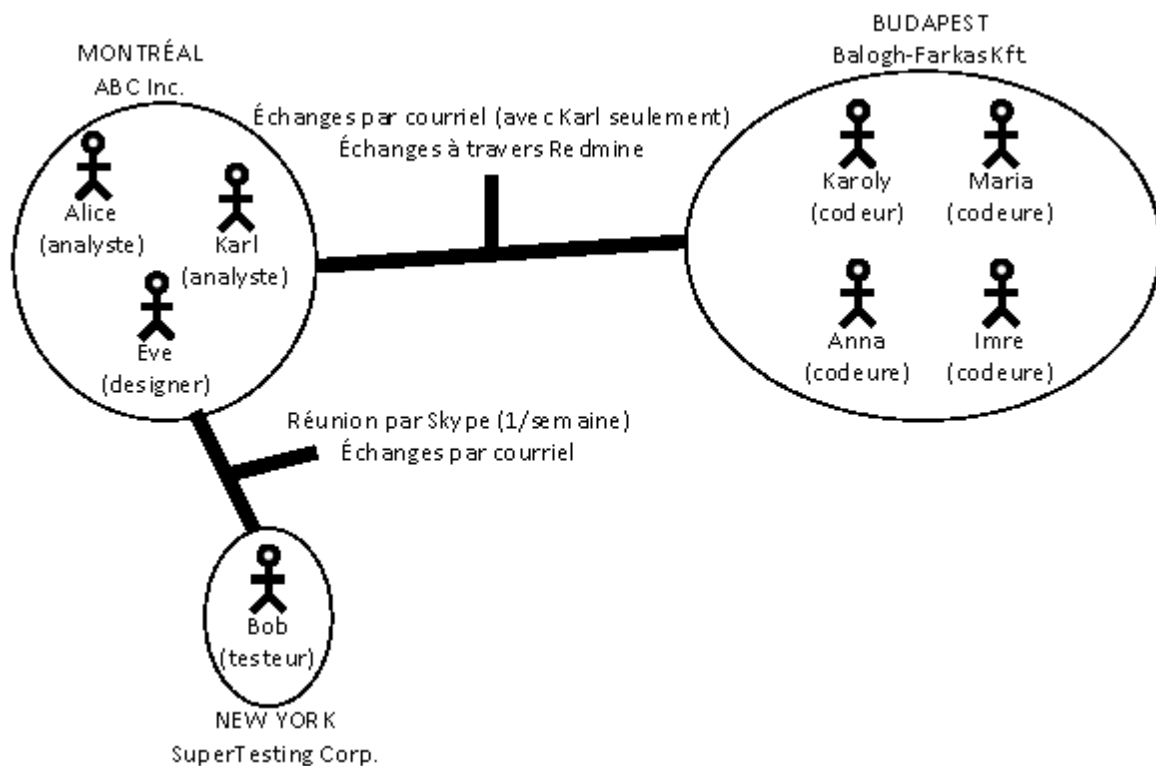 MONTRÉAL
ABC Inc.
Alice
(analyste)
Karl
(analyste)
Ève
(designer)
Échanges par courriel (avec Karl seulement)
Échanges à travers Redmine
BUDAPEST
Balogh-Farkas Kft
Karoly
(codeur)
Maria
(codeure)
Anna
(codeure)
Imre
(codeure)
Réunion par Skype (1/semaine)
Échanges par courriel
Bob
(testeur)
NEW YORK
SuperTesting Corp.